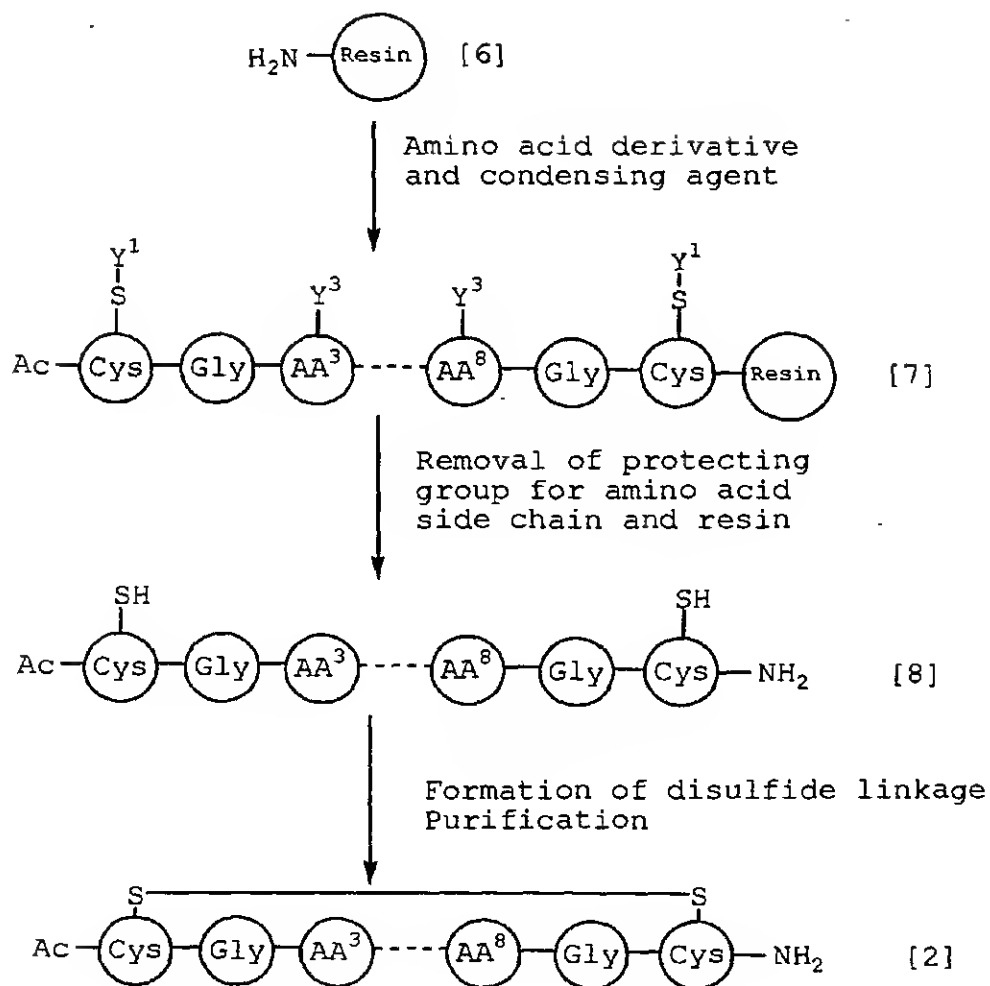 H₂N Resin [6]
Amino acid derivative
and condensing agent
Y¹ Y¹
S Y³ Y³ S
Ac Cys Gly AA³ AA⁸ Gly Cys Resin [7]
Removal of protecting
group for amino acid
side chain and resin
SH SH
Ac Cys Gly AA³ AA⁸ Gly Cys NH₂ [8]
Formation of disulfide linkage
Purification
S S
Ac Cys Gly AA³ AA⁸ Gly Cys NH₂ [2]